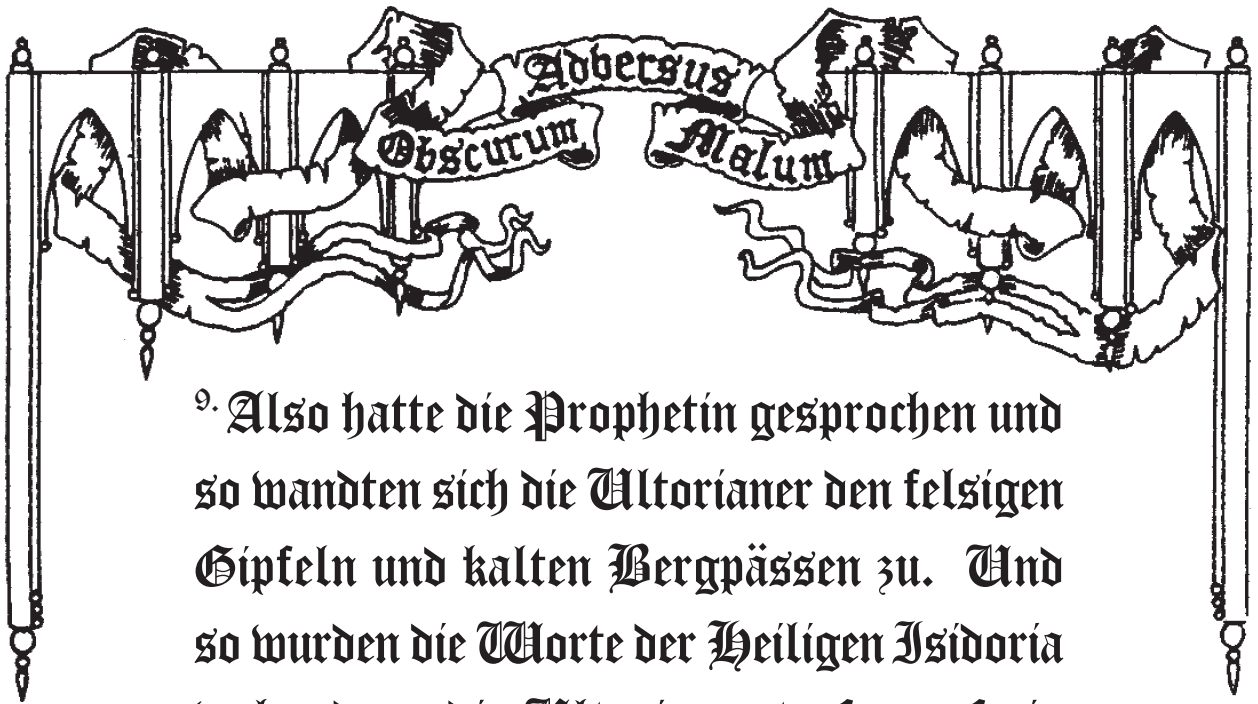 Adversus
Obscurum Malum
9. Also hatte die Prophetin gesprochen und
so wandten sich die Ultorianer den felsigen
Gipfeln und kalten Bergpässen zu. Und
so wurden die Worte der Heiligen Isidoria